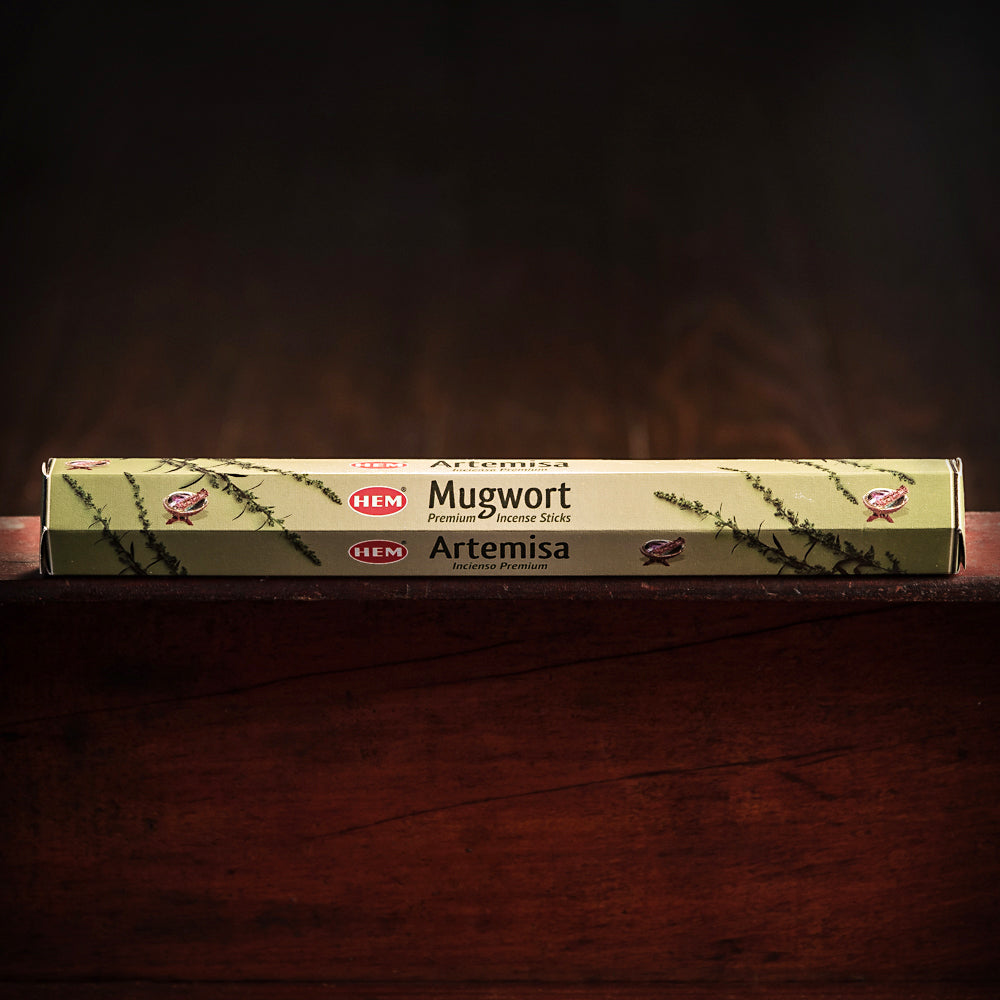 HEM Artemisa
Incienso Premium
HEM® Mugwort
Premium Incense Sticks
HEM® Artemisa
Incienso Premium